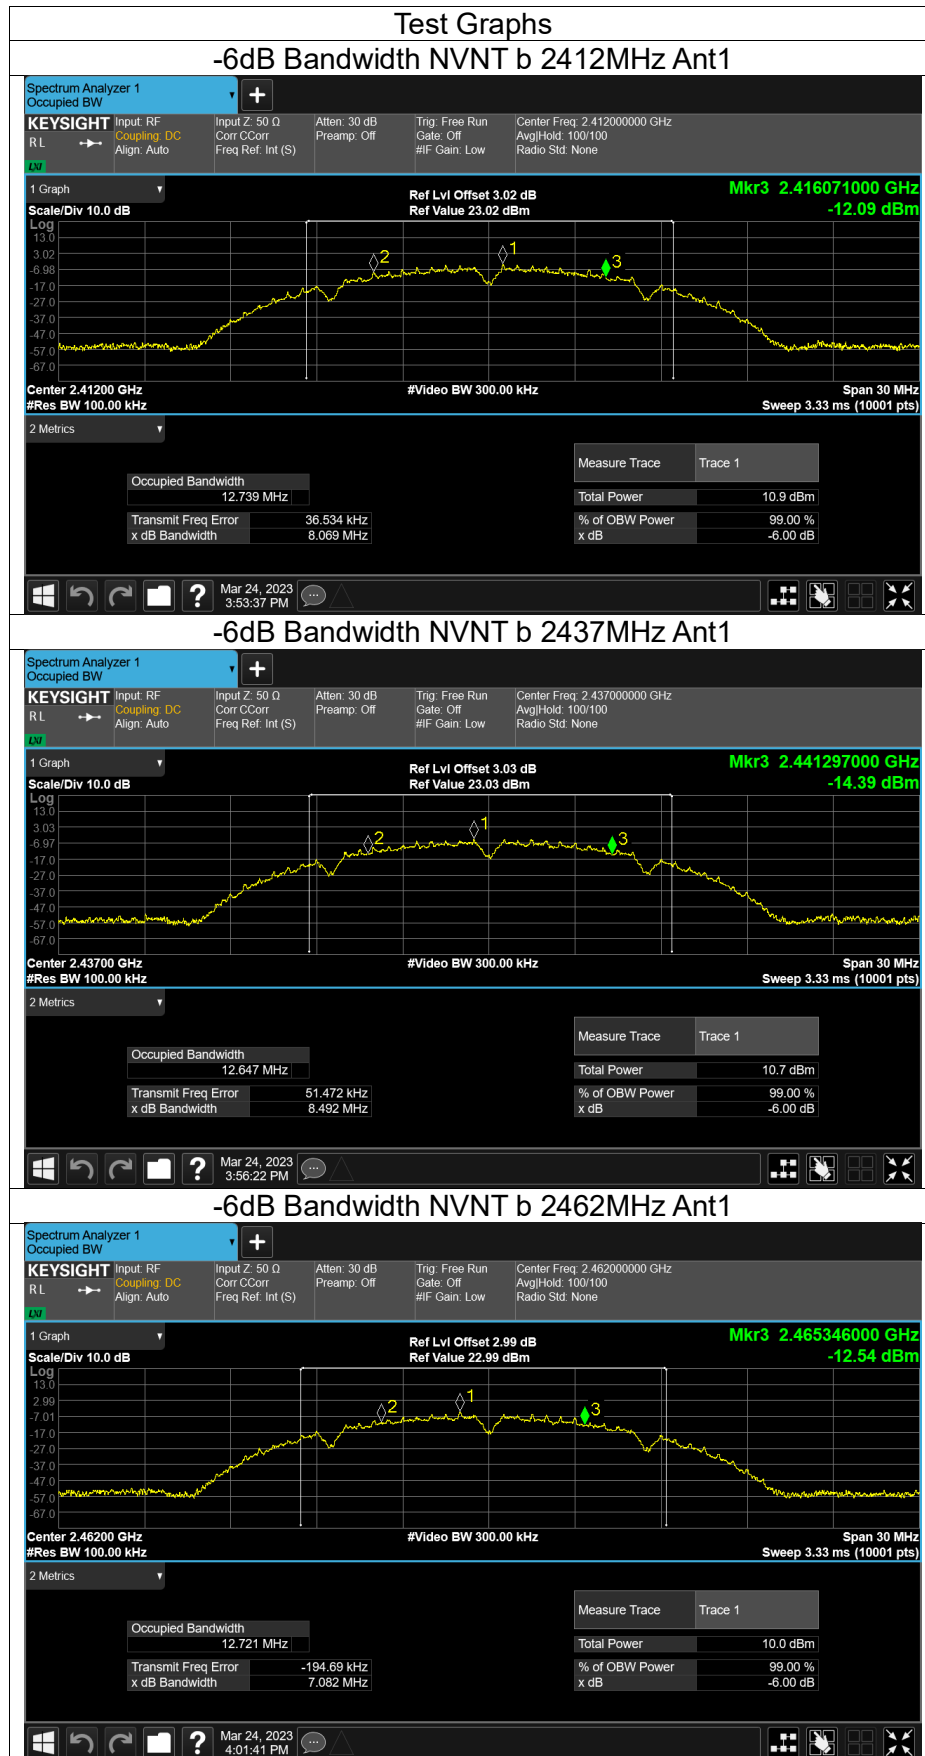 Test Graphs
-6dB Bandwidth NVNT b 2412MHz Ant1
Spectrum Analyzer 1
Occupied BW
KEYSIGHT Input: RF Input Z: 50 Ω Atten: 30 dB Trig: Free Run Center Freq: 2.412000000 GHz
RL Coupling: DC Corr CCorr Preamp: Off Gate: Off Avg|Hold: 100/100
Align: Auto Freq Ref: Int (S) #IF Gain: Low Radio Std: None
LXI
1 Graph Ref Lvl Offset 3.02 dB Mkr3 2.416071000 GHz
Scale/Div 10.0 dB Ref Value 23.02 dBm -12.09 dBm
Log
13.0
3.02
-6.98
-17.0
-27.0
-37.0
-47.0
-57.0
-67.0
2 1 3
Center 2.41200 GHz #Video BW 300.00 kHz Span 30 MHz
#Res BW 100.00 kHz Sweep 3.33 ms (10001 pts)
2 Metrics
Measure Trace Trace 1
Occupied Bandwidth
12.739 MHz Total Power 10.9 dBm
Transmit Freq Error 36.534 kHz % of OBW Power 99.00 %
x dB Bandwidth 8.069 MHz x dB -6.00 dB
? Mar 24, 2023
3:53:37 PM
-6dB Bandwidth NVNT b 2437MHz Ant1
Spectrum Analyzer 1
Occupied BW
KEYSIGHT Input: RF Input Z: 50 Ω Atten: 30 dB Trig: Free Run Center Freq: 2.437000000 GHz
RL Coupling: DC Corr CCorr Preamp: Off Gate: Off Avg|Hold: 100/100
Align: Auto Freq Ref: Int (S) #IF Gain: Low Radio Std: None
LXI
1 Graph Ref Lvl Offset 3.03 dB Mkr3 2.441297000 GHz
Scale/Div 10.0 dB Ref Value 23.03 dBm -14.39 dBm
Log
13.0
3.03
-6.97
-17.0
-27.0
-37.0
-47.0
-57.0
-67.0
2 1 3
Center 2.43700 GHz #Video BW 300.00 kHz Span 30 MHz
#Res BW 100.00 kHz Sweep 3.33 ms (10001 pts)
2 Metrics
Measure Trace Trace 1
Occupied Bandwidth
12.647 MHz Total Power 10.7 dBm
Transmit Freq Error 51.472 kHz % of OBW Power 99.00 %
x dB Bandwidth 8.492 MHz x dB -6.00 dB
? Mar 24, 2023
3:56:22 PM
-6dB Bandwidth NVNT b 2462MHz Ant1
Spectrum Analyzer 1
Occupied BW
KEYSIGHT Input: RF Input Z: 50 Ω Atten: 30 dB Trig: Free Run Center Freq: 2.462000000 GHz
RL Coupling: DC Corr CCorr Preamp: Off Gate: Off Avg|Hold: 100/100
Align: Auto Freq Ref: Int (S) #IF Gain: Low Radio Std: None
LXI
1 Graph Ref Lvl Offset 2.99 dB Mkr3 2.465346000 GHz
Scale/Div 10.0 dB Ref Value 22.99 dBm -12.54 dBm
Log
13.0
2.99
-7.01
-17.0
-27.0
-37.0
-47.0
-57.0
-67.0
2 1 3
Center 2.46200 GHz #Video BW 300.00 kHz Span 30 MHz
#Res BW 100.00 kHz Sweep 3.33 ms (10001 pts)
2 Metrics
Measure Trace Trace 1
Occupied Bandwidth
12.721 MHz Total Power 10.0 dBm
Transmit Freq Error -194.69 kHz % of OBW Power 99.00 %
x dB Bandwidth 7.082 MHz x dB -6.00 dB
? Mar 24, 2023
4:01:41 PM